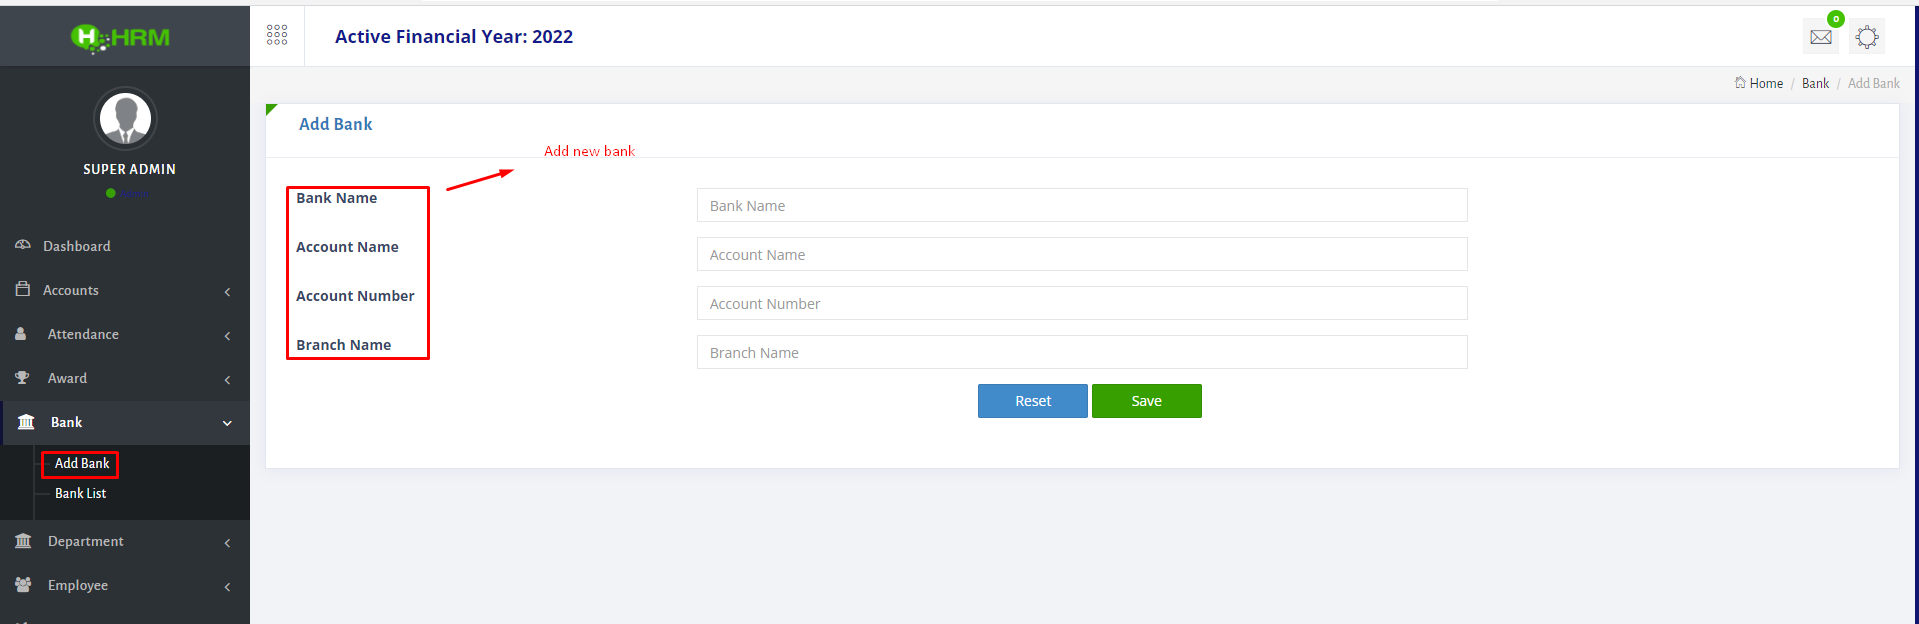 HRM
Active Financial Year: 2022
0
Home / Bank / Add Bank
SUPER ADMIN
Dashboard
Accounts
Attendance
Award
Bank
Add Bank
Bank List
Department
Employee
Add Bank
Add new bank
Bank Name
Bank Name
Account Name
Account Name
Account Number
Account Number
Branch Name
Branch Name
Reset Save